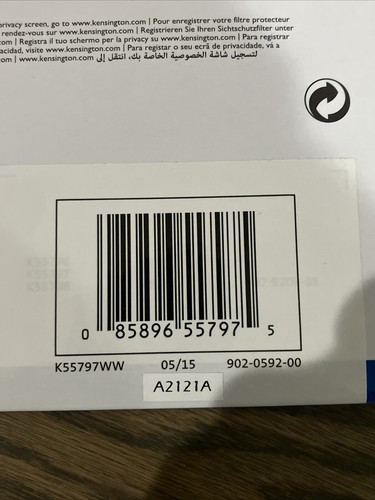 rivacy screen, go to www.kensington.com | Pour enregistrer votre filtre protecteur
rendez-vous sur www.kensington.com | Registrieren Sie Ihren Sichtschutzfilter unter
com | Registra il tuo schermo per la privacy su www.kensington.com | Para registrar
acidad, visite www.kensington.com | Para registar o seu ecrã de privacidade, vá a
om | www.kensington.com لتسجيل شاشة الخصوصية الخاصة بك، انتقل إلى
K55797
0 85896 55797 5
K55797WW 05/15 902-0592-00
A2121A